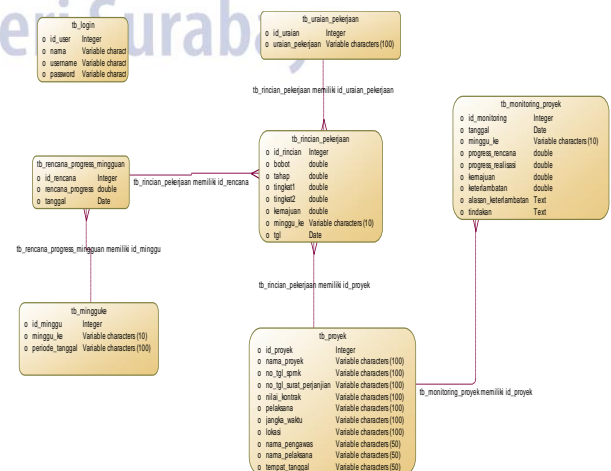 eri Suraba
tb_login
o id_user Integer
o nama Variable charact
o username Variable charact
o password Variable charact
tb_uraian_pekerjaan
o id_uraian Integer
o uraian_pekerjaan Variable characters (100)
tb_rincian_pekerjaan memiliki id_uraian_pekerjaan
tb_monitoring_proyek
o id_monitoring Integer
o tanggal Date
o minggu_ke Variable characters (10)
o progress_rencana double
o progress_realisasi double
o kemajuan double
o keterlambatan double
o alasan_keterlambatan Text
o tindakan Text
tb_rincian_pekerjaan
o id_rincian Integer
o bobot double
o tahap double
o tingkat1 double
o tingkat2 double
o kemajuan double
o minggu_ke Variable characters (10)
o tgl Date
tb_rencana_progress_mingguan
o id_rencana Integer
o rencana_progress double
o tanggal Date
tb_rincian_pekerjaan memiliki id_rencana
tb_rencana_progress_mingguan memiliki id_minggu
tb_rincian_pekerjaan memiliki id_proyek
tb_mingguke
o id_minggu Integer
o minggu_ke Variable characters (10)
o periode_tanggal Variable characters (100)
tb_proyek
o id_proyek Integer
o nama_proyek Variable characters (100)
o no_tgl_spmk Variable characters (100)
o no_tgl_surat_perjanjian Variable characters (100)
o nilai_kontrak Variable characters (100)
o pelaksana Variable characters (100)
o jangka_waktu Variable characters (100)
o lokasi Variable characters (100)
o nama_pengawas Variable characters (50)
o nama_pelaksana Variable characters (50)
o tempat_tanggal Variable characters (50)
tb_monitoring_proyek memiliki id_proyek